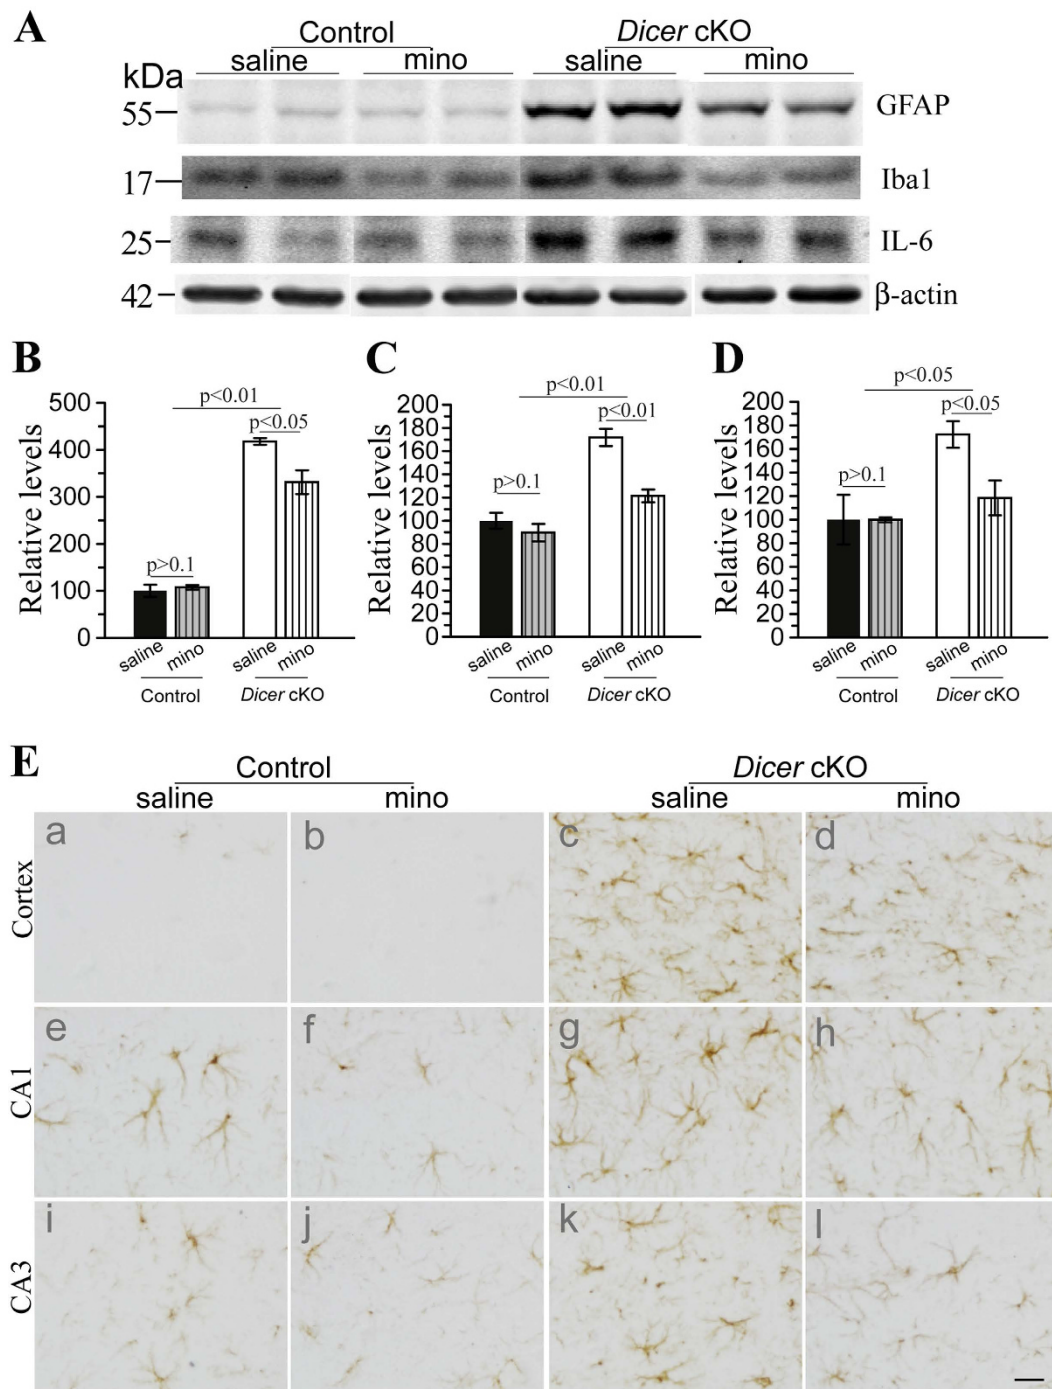 A
Control
Dicer cKO
saline
mino
saline
mino
kDa
55
GFAP
17
Iba1
25
IL-6
42
β-actin
B
Relative levels
500
400
300
200
100
0
p<0.01
p<0.05
p>0.1
saline
mino
saline
mino
Control
Dicer cKO
C
Relative levels
200
180
160
140
120
100
80
60
40
20
0
p<0.01
p<0.01
p>0.1
saline
mino
saline
mino
Control
Dicer cKO
D
Relative levels
200
180
160
140
120
100
80
60
40
20
0
p<0.05
p<0.05
p>0.1
saline
mino
saline
mino
Control
Dicer cKO
E
Control
Dicer cKO
saline
mino
saline
mino
Cortex
a
b
c
d
CA1
e
f
g
h
CA3
i
j
k
l